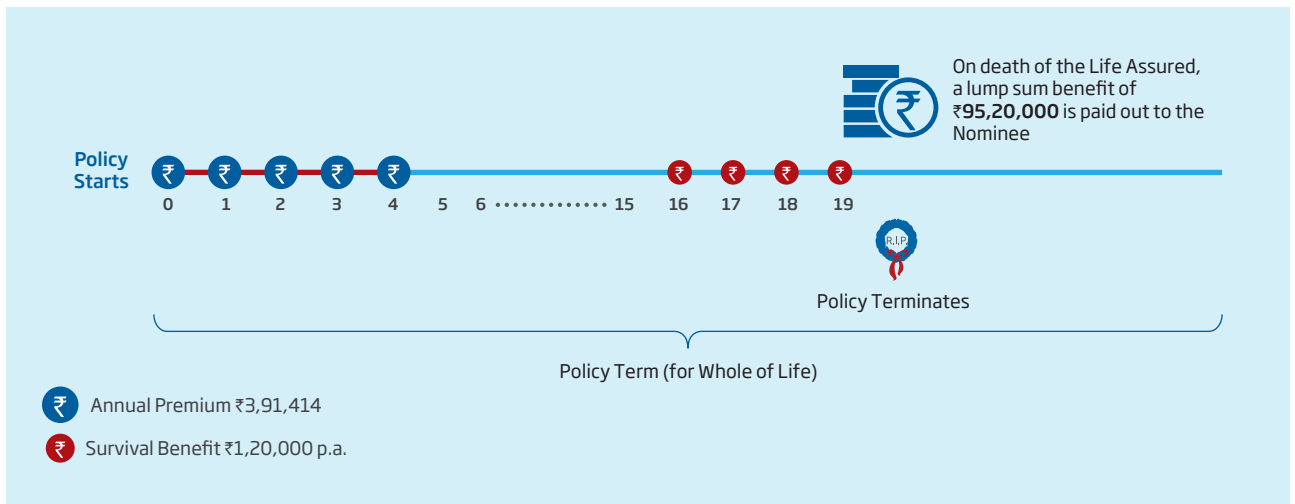 On death of the Life Assured,
a lump sum benefit of
₹95,20,000 is paid out to the
Nominee
Policy
Starts
₹ ₹ ₹ ₹ ₹ ₹ ₹ ₹ ₹
0 1 2 3 4 5 6 ............. 15 16 17 18 19
R.I.P.
Policy Terminates
Policy Term (for Whole of Life)
₹ Annual Premium ₹3,91,414
₹ Survival Benefit ₹1,20,000 p.a.